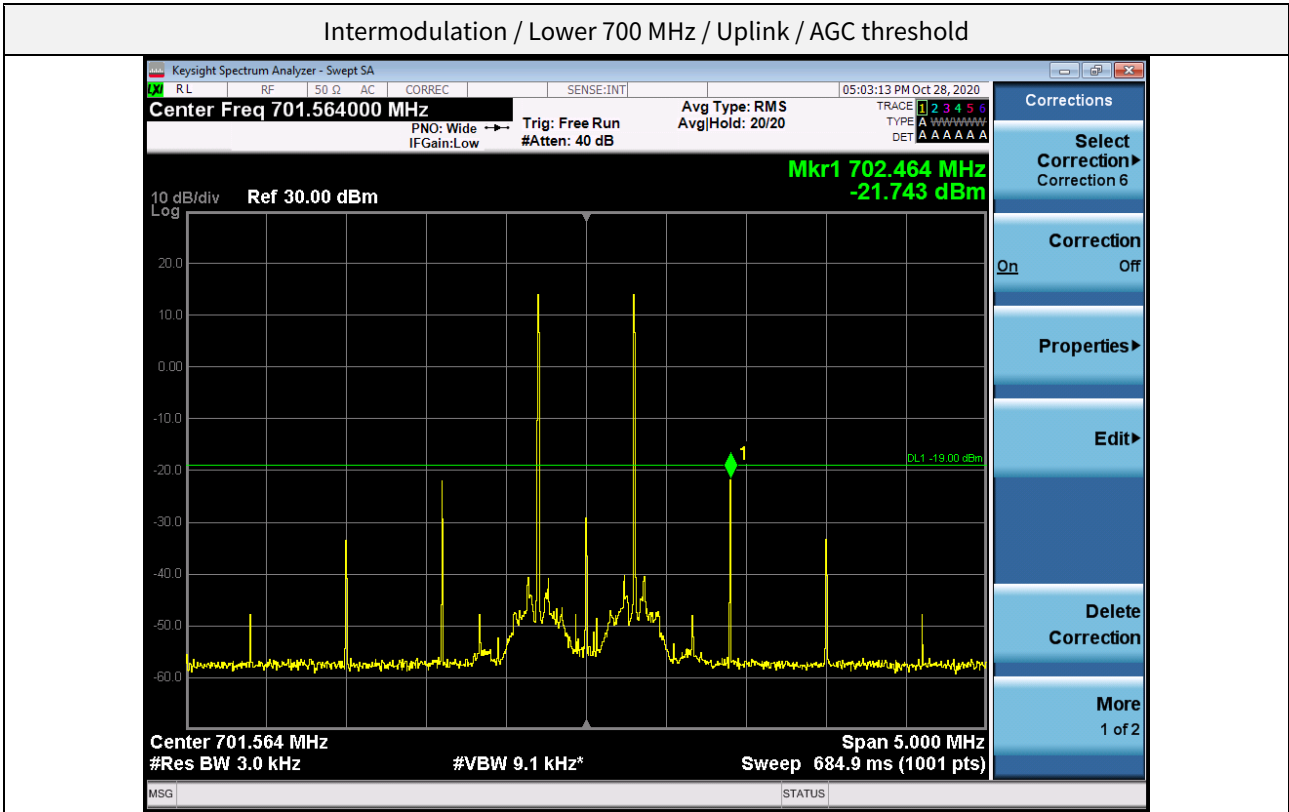 Intermodulation / Lower 700 MHz / Uplink / AGC threshold
Keysight Spectrum Analyzer - Swept SA
LXI RL RF 50 Ω AC CORREC SENSE:INT 05:03:13 PM Oct 28, 2020
Center Freq 701.564000 MHz
PNO: Wide
IFGain:Low
Trig: Free Run
#Atten: 40 dB
Avg Type: RMS
Avg|Hold: 20/20
TRACE 1 2 3 4 5 6
TYPE A WWWWW
DET A A A A A A
Mkr1 702.464 MHz
-21.743 dBm
10 dB/div
Log
Ref 30.00 dBm
20.0
10.0
0.00
-10.0
-20.0
-30.0
-40.0
-50.0
-60.0
1
DL1 -19.00 dBm
Center 701.564 MHz
Span 5.000 MHz
#Res BW 3.0 kHz
#VBW 9.1 kHz*
Sweep 684.9 ms (1001 pts)
MSG
STATUS
Corrections
Select
Correction
Correction 6
Correction
On Off
Properties
Edit
Delete
Correction
More
1 of 2